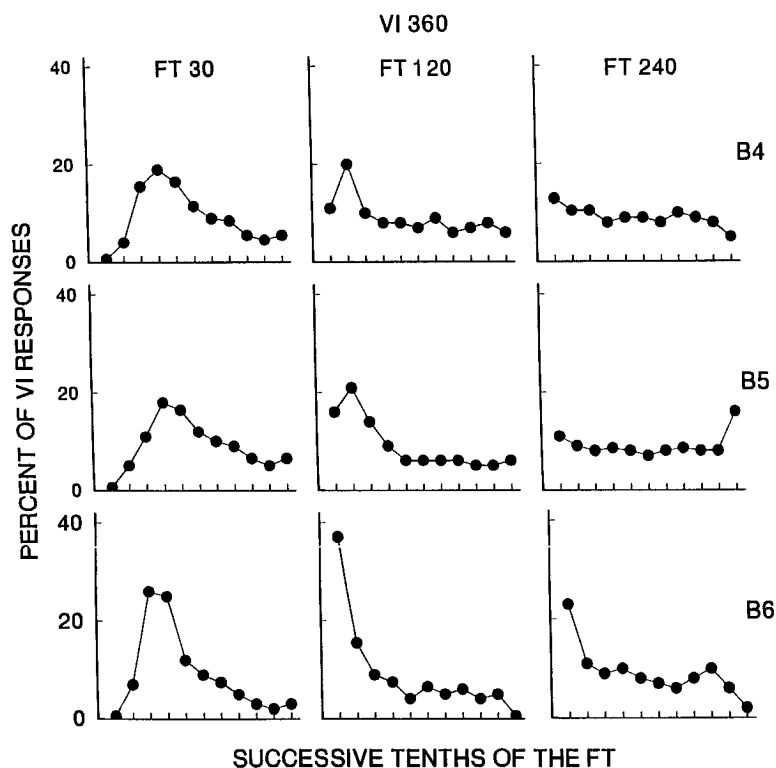 VI 360
FT 30 FT 120 FT 240
40
20
0
B4
40
20
0
B5
40
20
0
B6
PERCENT OF VI RESPONSES
SUCCESSIVE TENTHS OF THE FT